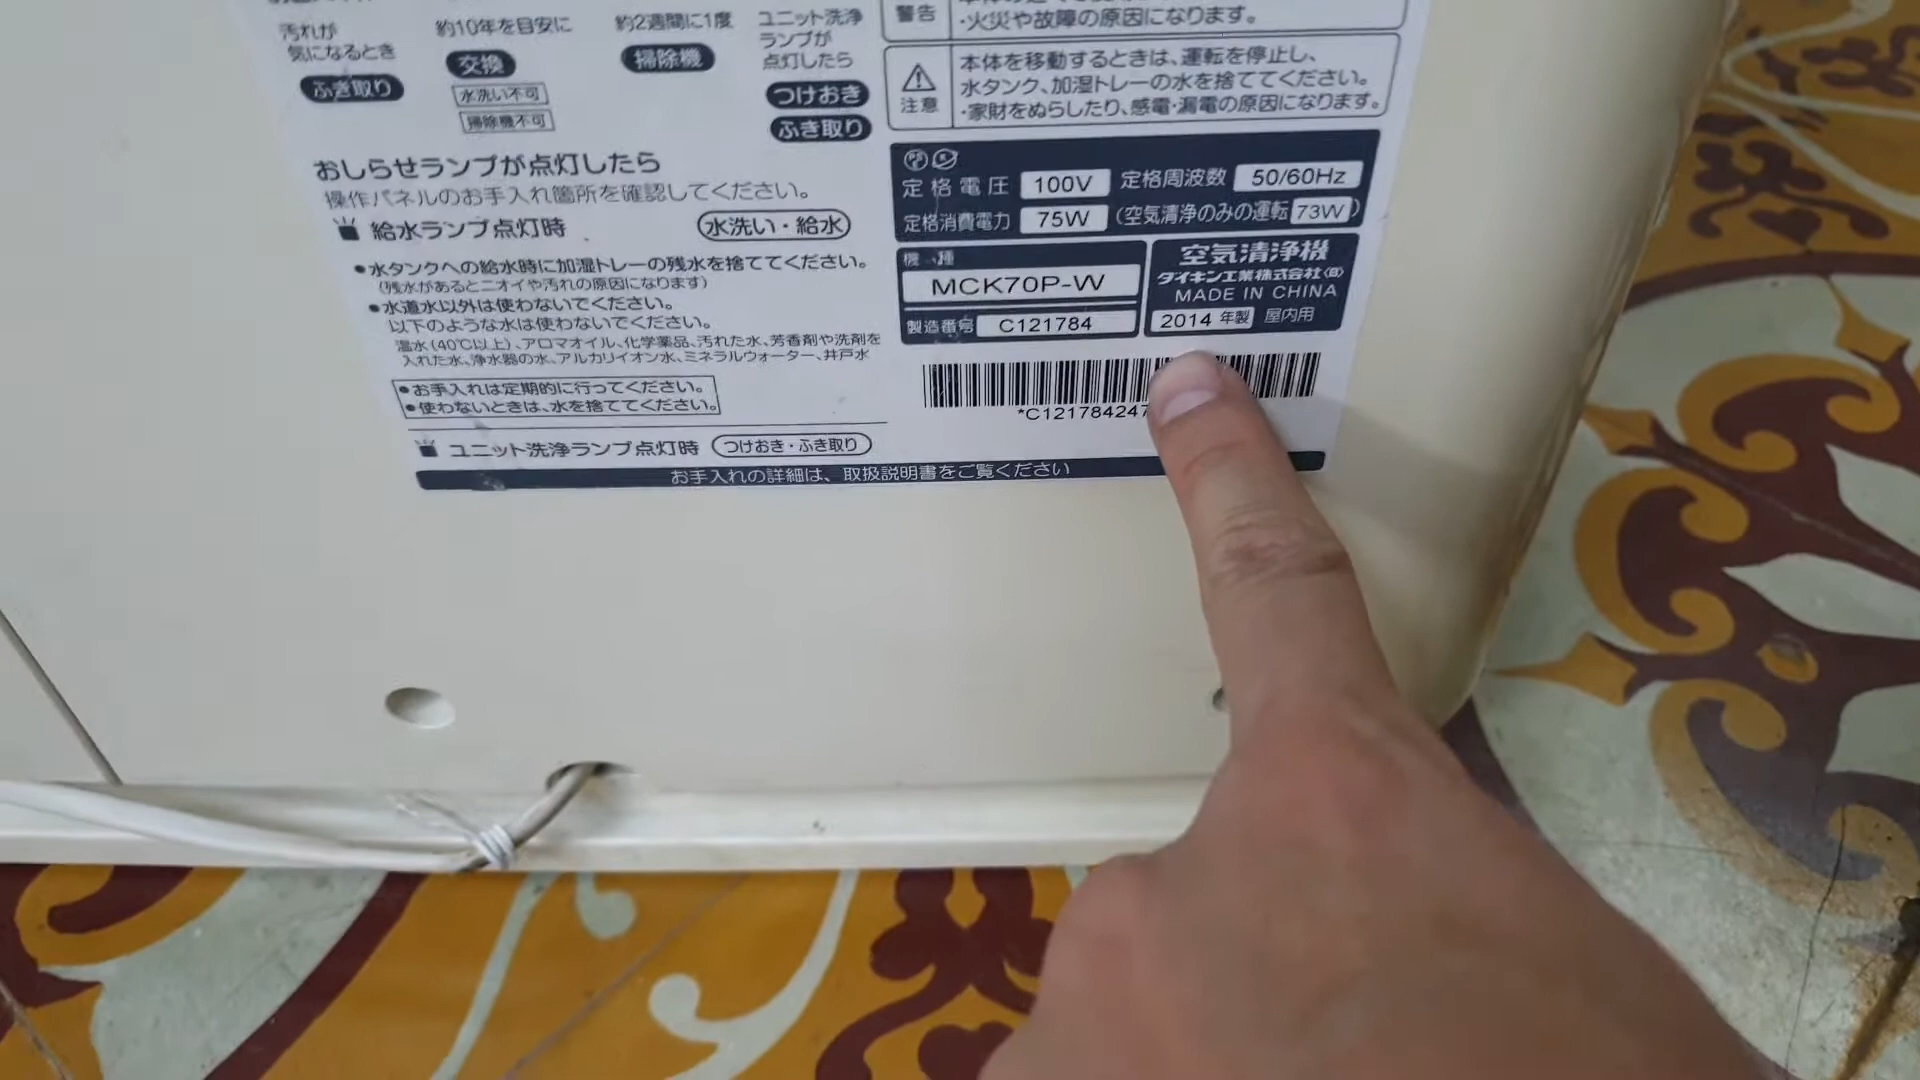 汚れが
気になるとき
ふき取り
約10年を目安に
交換
水洗い不可
掃除機不可
約2週間に1度
掃除機
ユニット洗浄
ランプが
点灯したら
つけおき
ふき取り
おしらせランプが点灯したら
操作パネルのお手入れ箇所を確認してください。
給水ランプ点灯時 水洗い・給水
●水タンクへの給水時に加湿トレーの残水を捨ててください。
(残水があるとニオイや汚れの原因になります)
●水道水以外は使わないでください。
以下のような水は使わないでください。
温水(40℃以上)、アロマオイル、化学薬品、汚れた水、芳香剤や洗剤を
入れた水、浄水器の水、アルカリイオン水、ミネラルウォーター、井戸水
●お手入れは定期的に行ってください。
●使わないときは、水を捨ててください。
ユニット洗浄ランプ点灯時 つけおき・ふき取り
お手入れの詳細は、取扱説明書をご覧ください
警告
・火災や故障の原因になります。
注意
本体を移動するときは、運転を停止し、
水タンク、加湿トレーの水を捨ててください。
・家財をぬらしたり、感電・漏電の原因になります。
定格電圧 100V 定格周波数 50/60Hz
定格消費電力 75W (空気清浄のみの運転 73W)
機種
MCK70P-W
製造番号 C121784
空気清浄機
ダイキン工業株式会社
MADE IN CHINA
2014 年製 屋内用
*C12178424